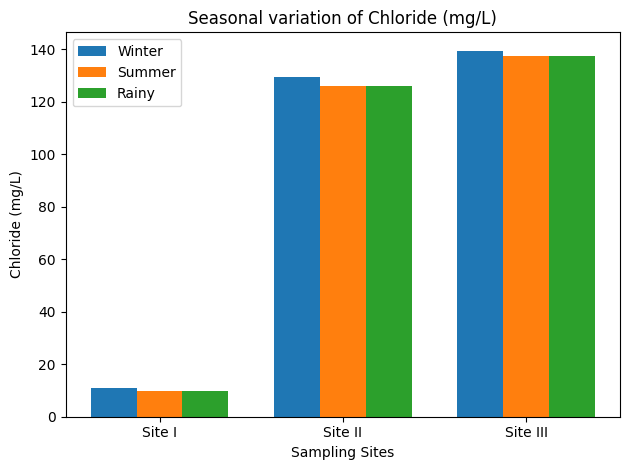 Seasonal variation of Chloride (mg/L)
Winter
Summer
Rainy
Chloride (mg/L)
140
120
100
80
60
40
20
0
Site I
Site II
Site III
Sampling Sites